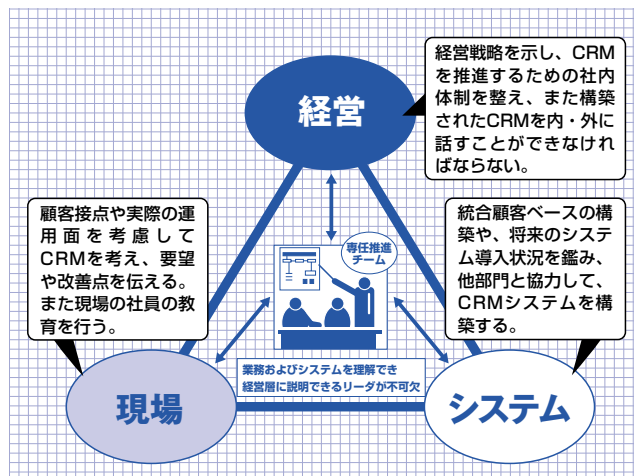 経営
経営戦略を示し、CRM
を推進するための社内
体制を整え、また構築
されたCRMを内・外に
話すことができなけれ
ばならない。
顧客接点や実際の運
用面を考慮して
CRMを考え、要望
や改善点を伝える。
また現場の社員の教
育を行う。
専任推進
チーム
統合顧客ベースの構
築や、将来のシステ
ム導入状況を鑑み、
他部門と協力して、
CRMシステムを構
築する。
業務およびシステムを理解でき
経営層に説明できるリーダが不可欠
現場
システム